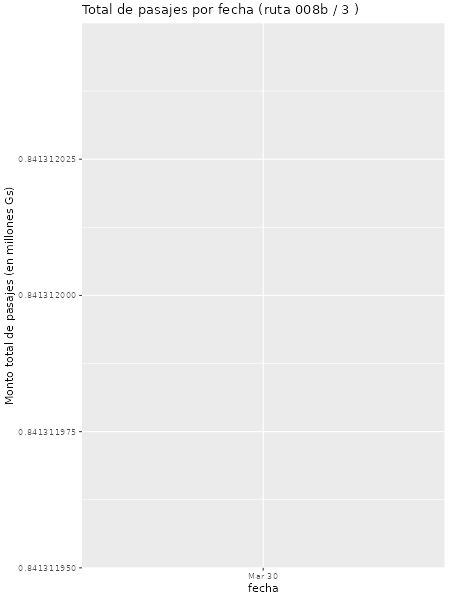 Total de pasajes por fecha (ruta 008b / 3 )
Monto total de pasajes (en millones Gs)
0.841312025
0.841312000
0.841311975
0.841311950
Mar 30
fecha